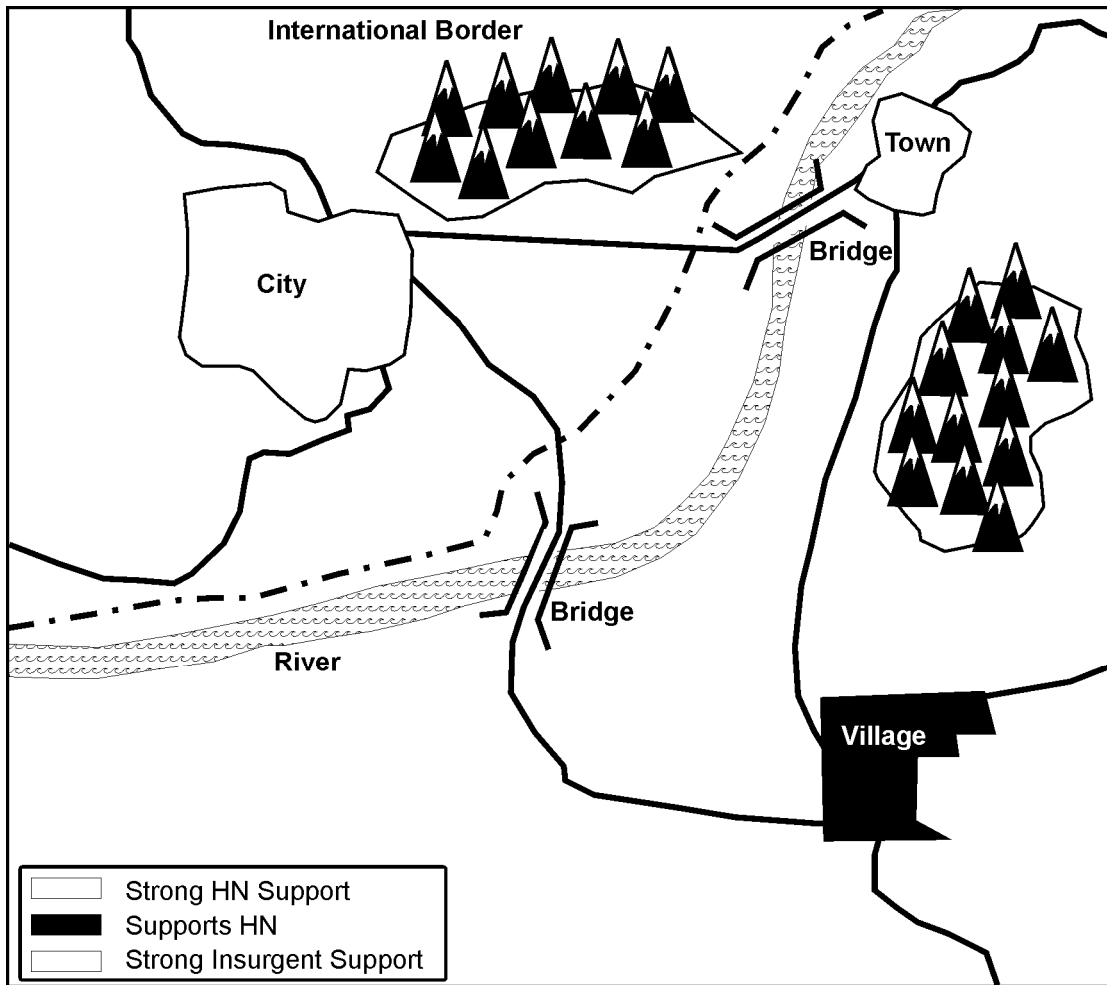 International Border
Town
Bridge
City
Bridge
River
Village
Strong HN Support
Supports HN
Strong Insurgent Support